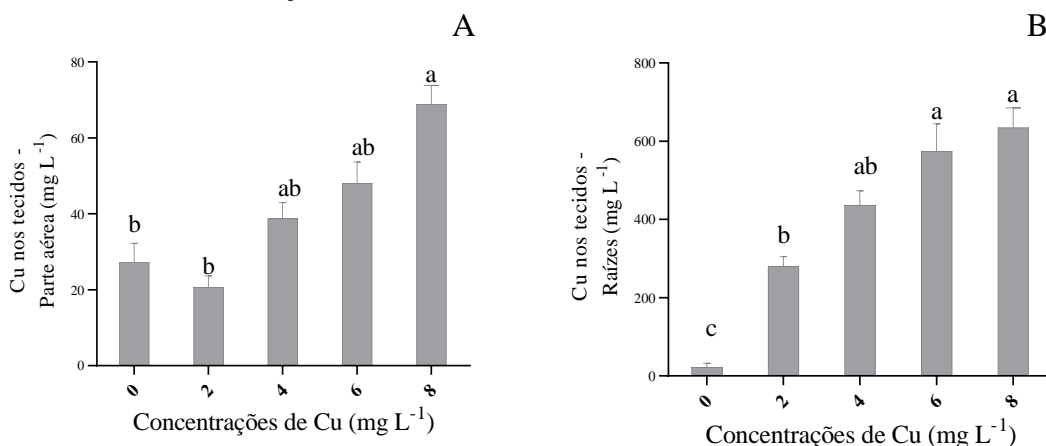 A
80
60
40
20
0
b
b
ab
ab
a
Cu nos tecidos -
Parte aérea (mg L⁻¹)
0 2 4 6 8
Concentrações de Cu (mg L⁻¹)
B
800
600
400
200
0
c
b
ab
a
a
Cu nos tecidos -
Raízes (mg L⁻¹)
0 2 4 6 8
Concentrações de Cu (mg L⁻¹)